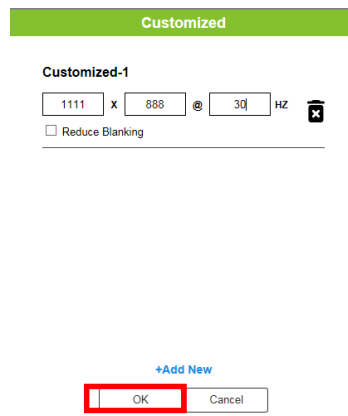 Customized
Customized-1
1111 X 888 @ 30 HZ
Reduce Blanking
+Add New
OK Cancel